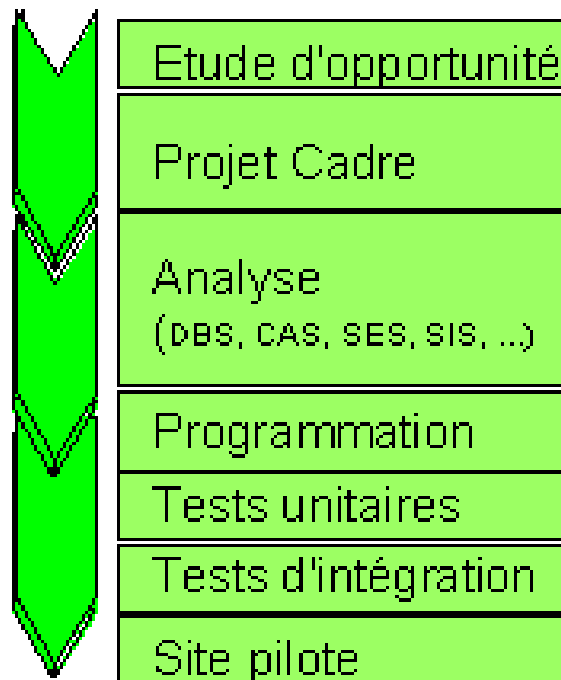 Etude d'opportunité
Projet Cadre
Analyse
(DBS, CAS, SES, SIS, ...)
Programmation
Tests unitaires
Tests d'intégration
Site pilote